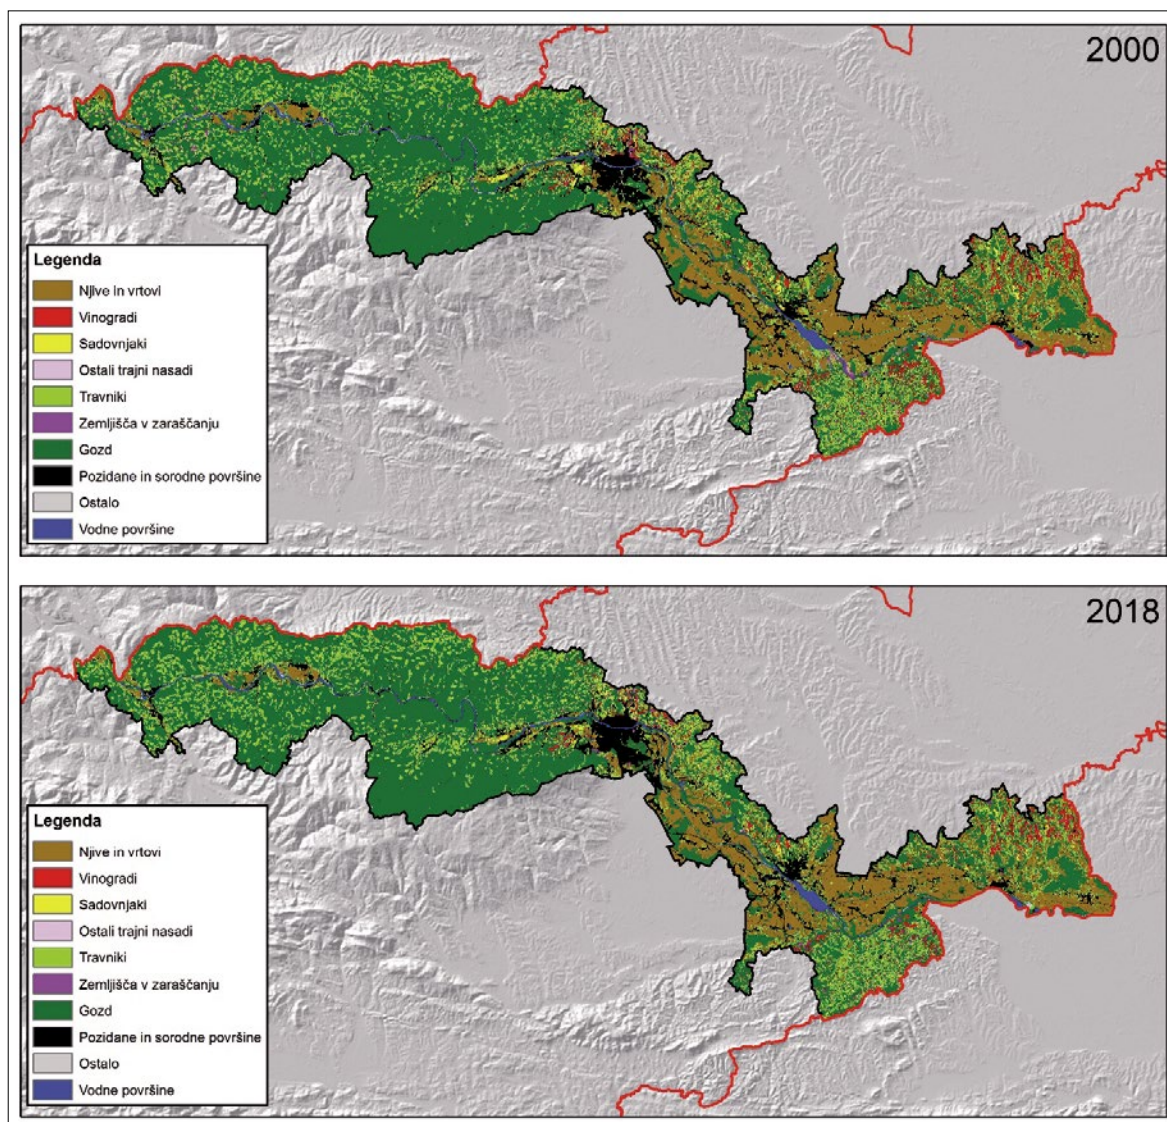 2000
Legenda
Njive in vrtovi
Vinogradi
Sadovnjaki
Ostali trajni nasadi
Travniki
Zemljišča v zaraščanju
Gozd
Pozidane in sorodne površine
Ostalo
Vodne površine
2018
Legenda
Njive in vrtovi
Vinogradi
Sadovnjaki
Ostali trajni nasadi
Travniki
Zemljišča v zaraščanju
Gozd
Pozidane in sorodne površine
Ostalo
Vodne površine